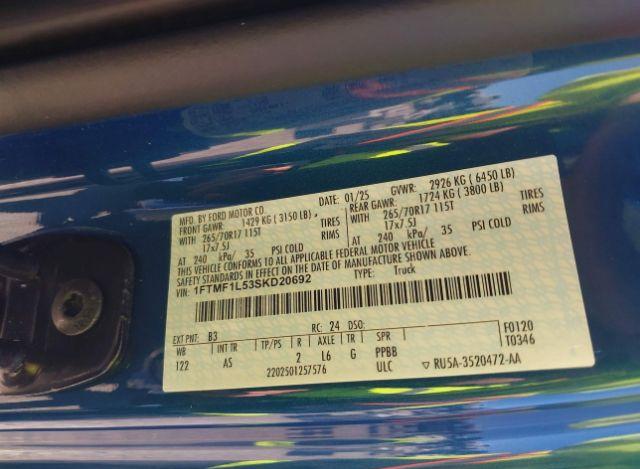 MFD. BY FORD MOTOR CO. DATE: 01/25 GVWR: 2926 KG ( 6450 LB)
FRONT GAWR: 1429 KG ( 3150 LB) REAR GAWR: 1724 KG ( 3800 LB)
WITH 265/70R17 115T TIRES WITH 265/70R17 115T TIRES
17x7.5J RIMS 17x7.5J RIMS
AT 240 kPa/ 35 PSI COLD AT 240 kPa/ 35 PSI COLD
THIS VEHICLE CONFORMS TO ALL APPLICABLE FEDERAL MOTOR VEHICLE
SAFETY STANDARDS IN EFFECT ON THE DATE OF MANUFACTURE SHOWN ABOVE.
VIN: 1FTMF1L53SKD20692 TYPE: Truck
EXT PNT: B3 RC: 24 DSO: F0120
WB INT TR TP/PS R AXLE TR SPR T0346
122 AS 2 L6 G PPBB
2202501257576 ULC ▽ RU5A-3520472-AA